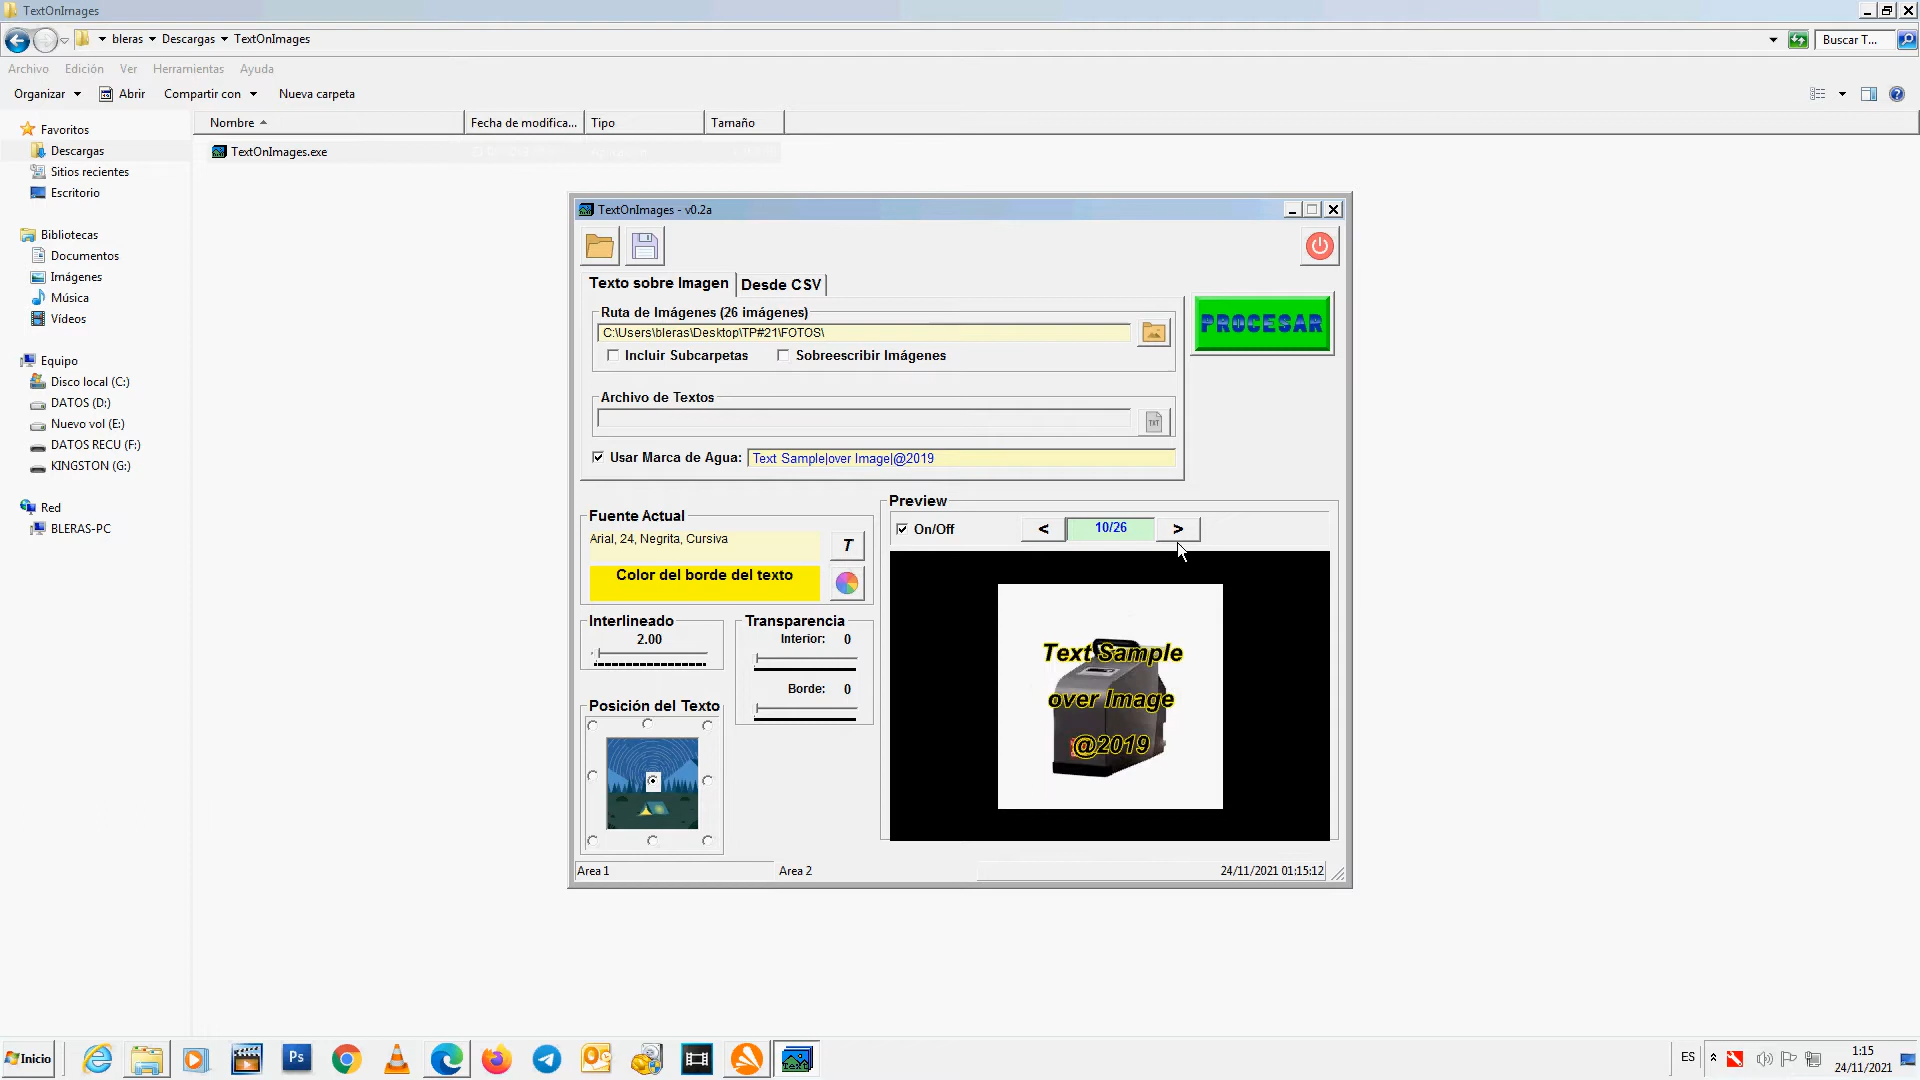 TextOnImages
bleras Descargas TextOnImages
Buscar T...
Archivo Edición Ver Herramientas Ayuda
Organizar Abrir Compartir con Nueva carpeta
Nombre Fecha de modifica... Tipo Tamaño
Favoritos
Descargas
Sitios recientes
Escritorio
Bibliotecas
Documentos
Imágenes
Música
Vídeos
Equipo
Disco local (C:)
DATOS (D:)
Nuevo vol (E:)
DATOS RECU (F:)
KINGSTON (G:)
Red
BLERAS-PC
TextOnImages.exe
TextOnImages - v0.2a
Texto sobre Imagen Desde CSV
Ruta de Imágenes (26 imágenes)
C:\Users\bleras\Desktop\TP#21\FOTOS\
Incluir Subcarpetas Sobreescribir Imágenes
PROCESAR
Archivo de Textos
TXT
Usar Marca de Agua: Text Sample|over Image|@2019
Fuente Actual
Arial, 24, Negrita, Cursiva
T
Color del borde del texto
Interlineado
2.00
Transparencia
Interior: 0
Borde: 0
Posición del Texto
Preview
On/Off < 10/26 >
Text Sample
over Image
@2019
Area 1 Area 2 24/11/2021 01:15:12
Inicio
Ps
Text
ES
1:15
24/11/2021